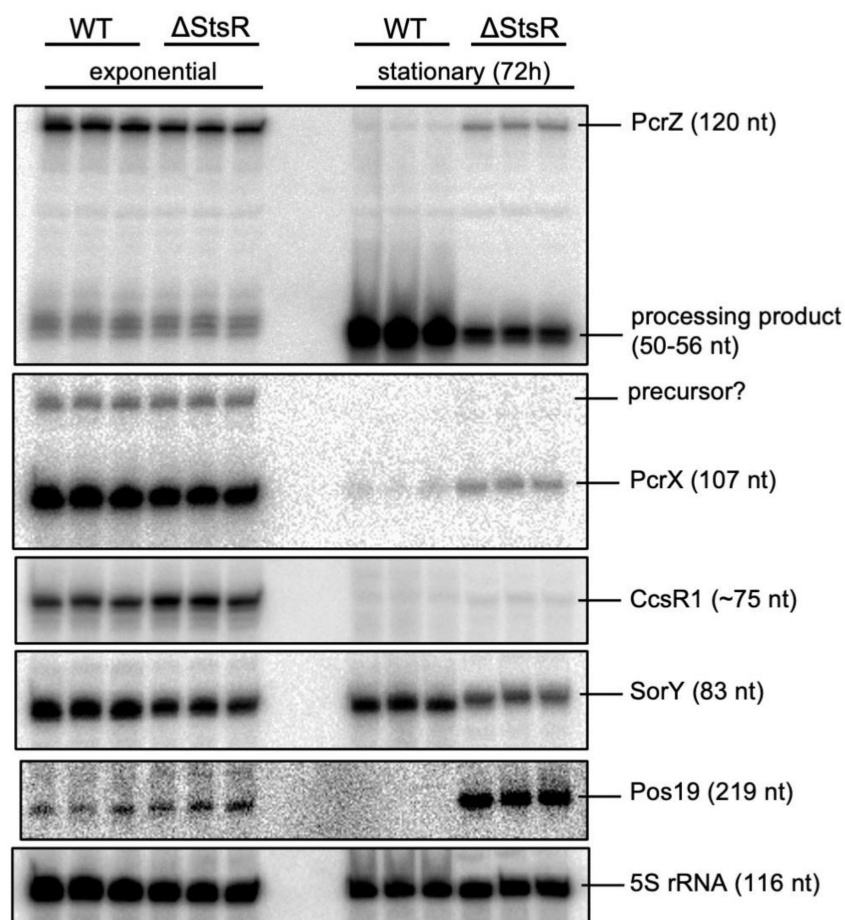 WT ΔStsR WT ΔStsR
exponential stationary (72h)
PcrZ (120 nt)
processing product
(50-56 nt)
precursor?
PcrX (107 nt)
CcsR1 (~75 nt)
SorY (83 nt)
Pos19 (219 nt)
5S rRNA (116 nt)